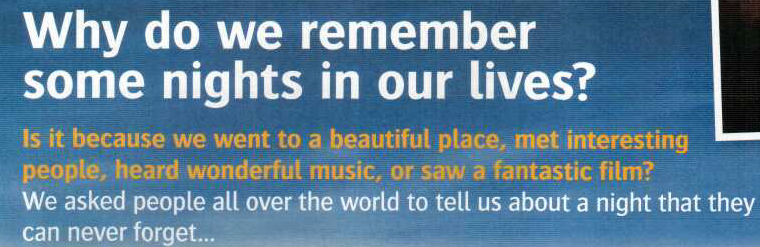 Why do we remember
some nights in our lives?
Is it because we went to a beautiful place, met interesting
people, heard wonderful music, or saw a fantastic film?
We asked people all over the world to tell us about a night that they
can never forget...